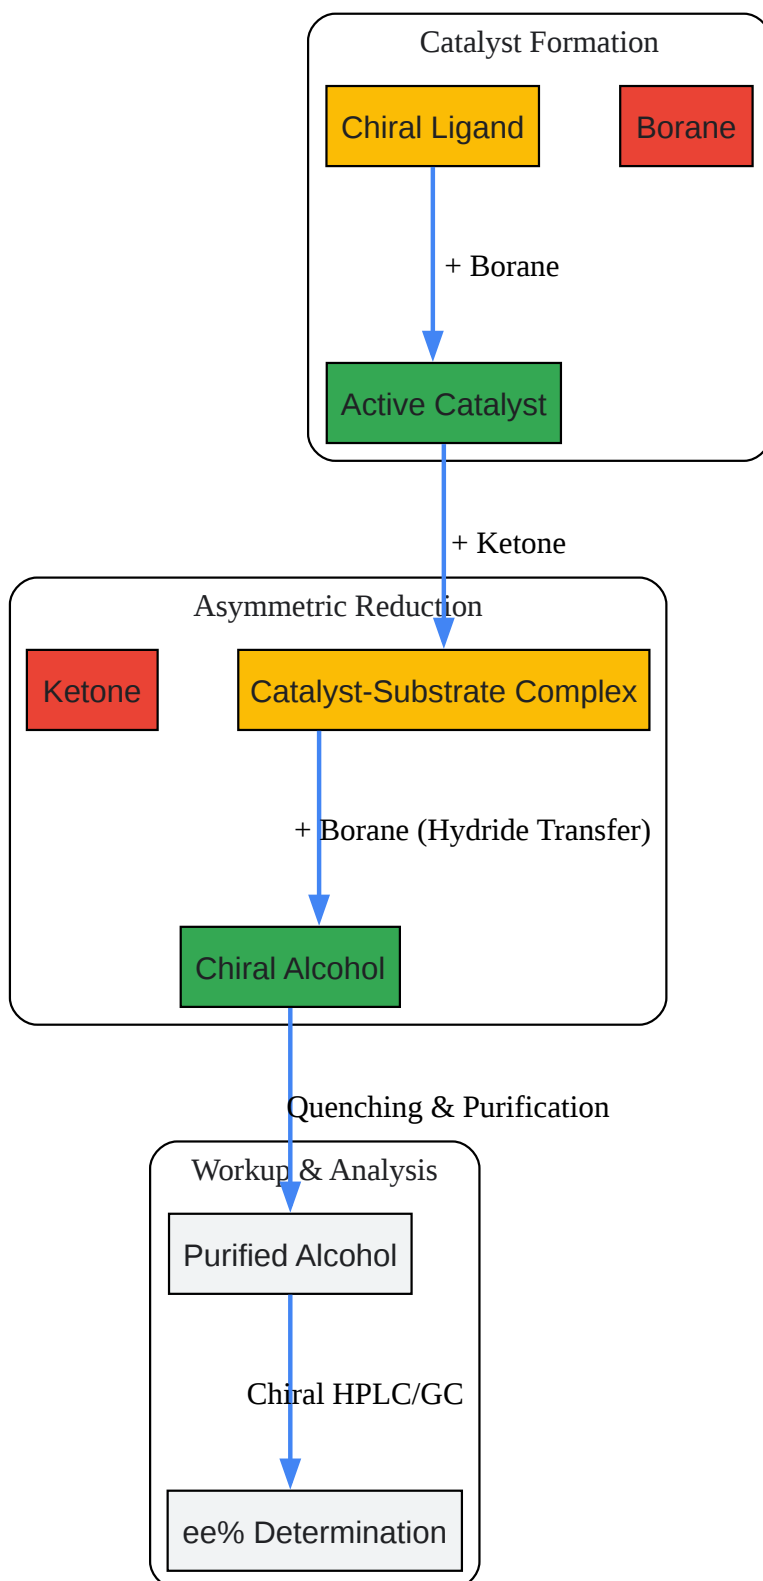 Catalyst Formation
Chiral Ligand
Borane
+ Borane
Active Catalyst
+ Ketone
Asymmetric Reduction
Ketone
Catalyst-Substrate Complex
+ Borane (Hydride Transfer)
Chiral Alcohol
Quenching & Purification
Workup & Analysis
Purified Alcohol
Chiral HPLC/GC
ee% Determination